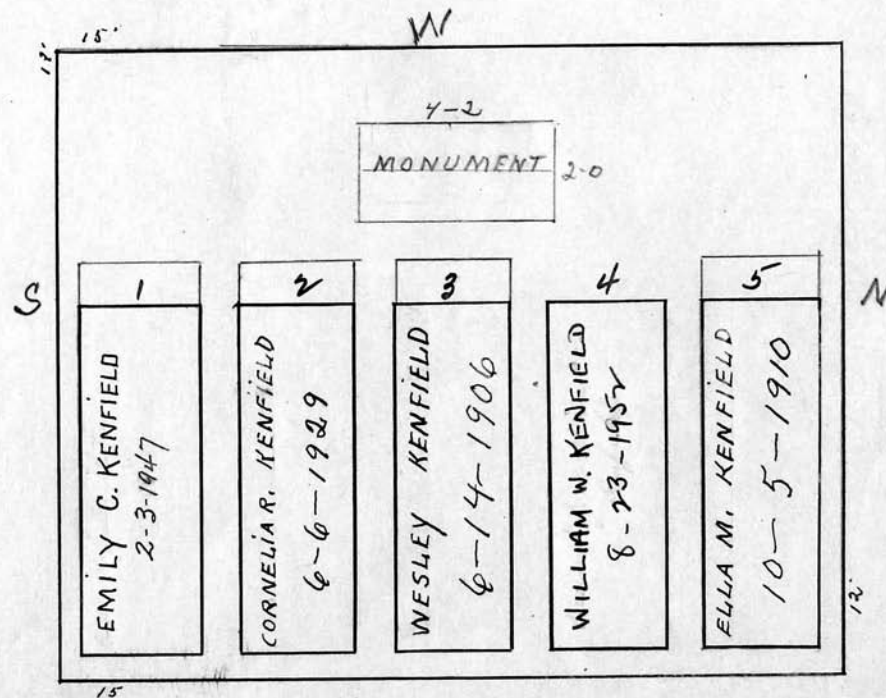 W
15'
12'
4-2
MONUMENT
2-0
S
N
1
2
3
4
5
EMILY C. KENFIELD
2-3-1947
CORNELIA R. KENFIELD
6-6-1929
WESLEY KENFIELD
6-14-1906
WILLIAM W. KENFIELD
8-23-1952
ELLA M. KENFIELD
10-5-1910
12'
15